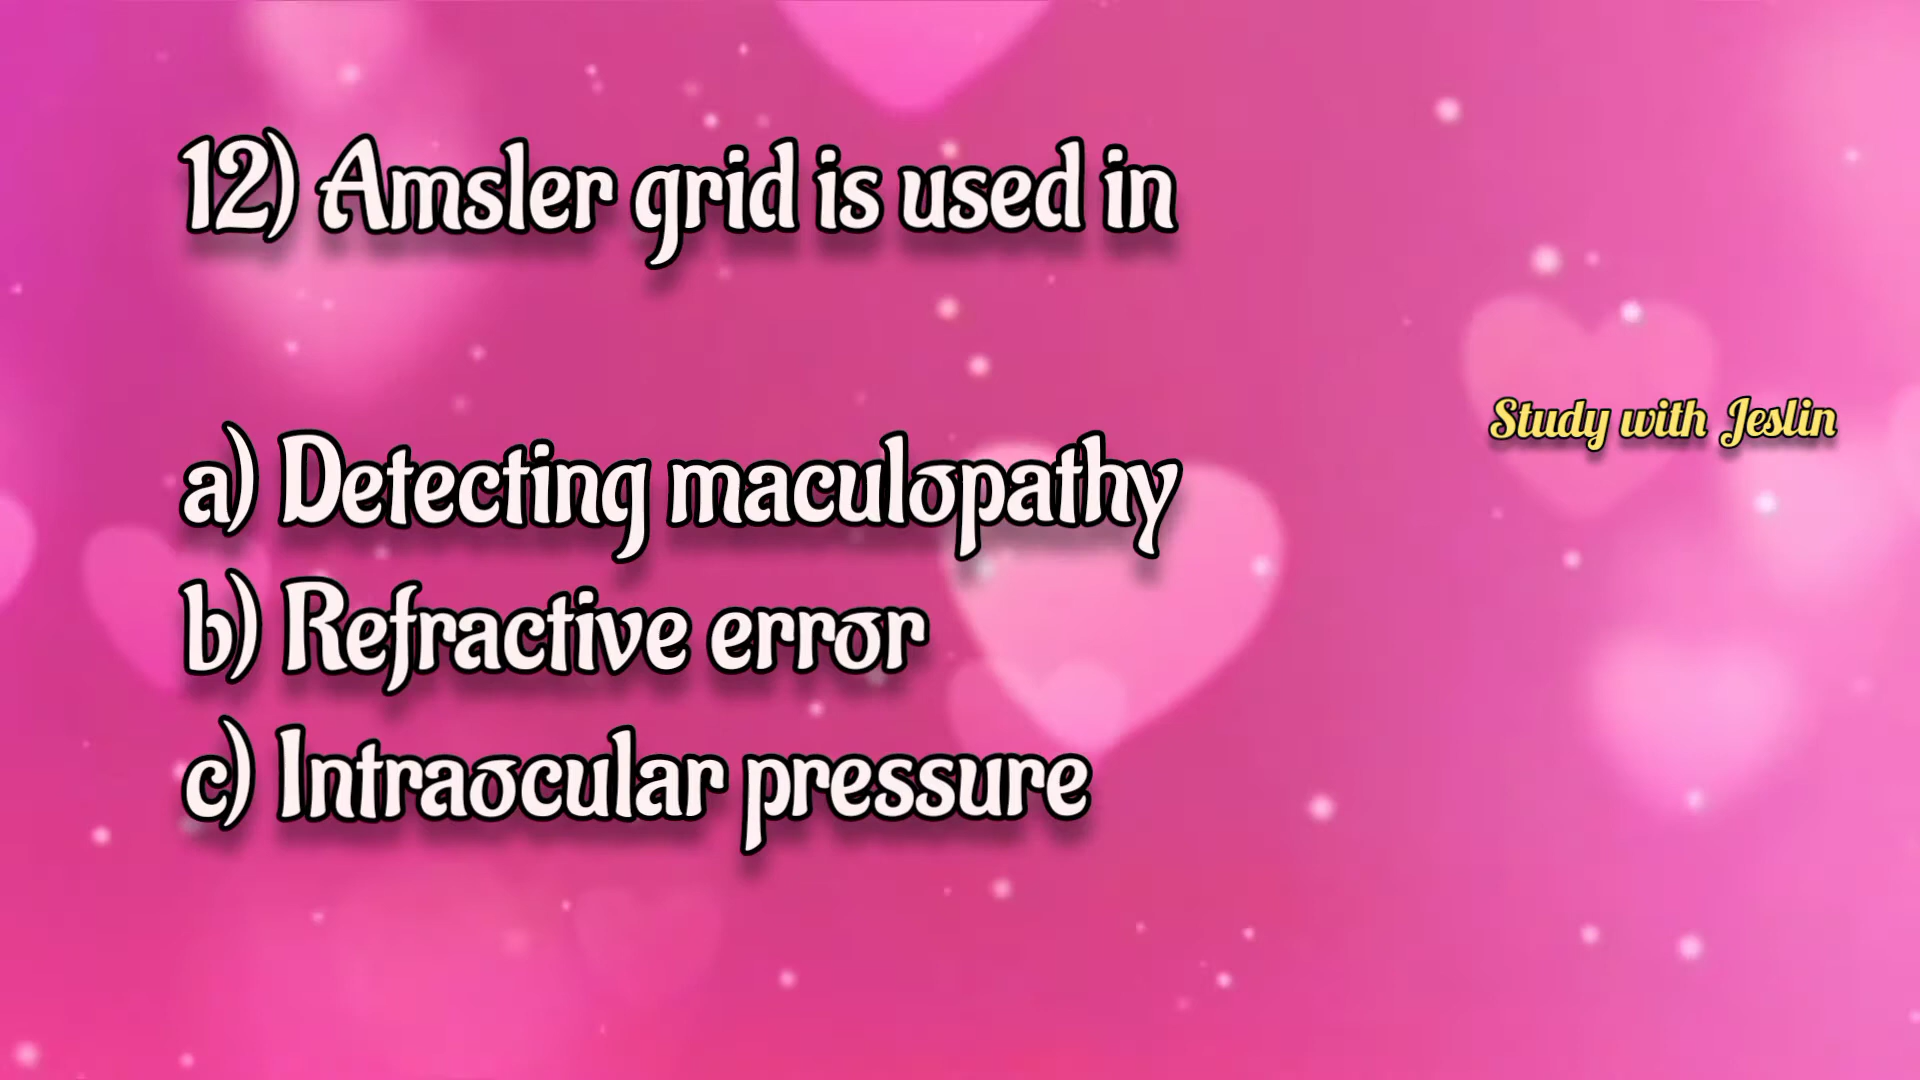 12) Amsler grid is used in
Study with Jeslin
a) Detecting maculopathy
b) Refractive error
c) Intraocular pressure